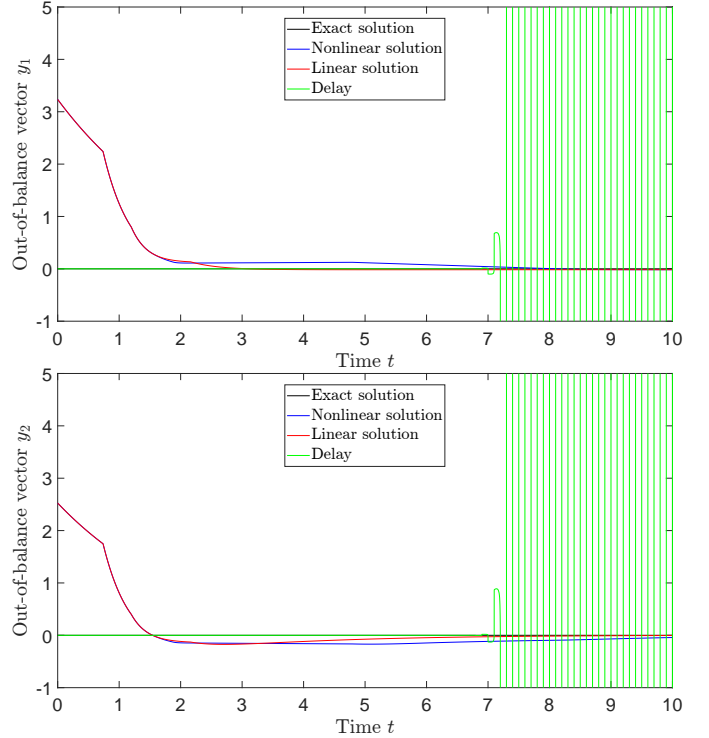 5
4
3
2
1
0
-1
Out-of-balance vector y₁
Exact solution
Nonlinear solution
Linear solution
Delay
0 1 2 3 4 5 6 7 8 9 10
Time t
5
4
3
2
1
0
-1
Out-of-balance vector y₂
Exact solution
Nonlinear solution
Linear solution
Delay
0 1 2 3 4 5 6 7 8 9 10
Time t